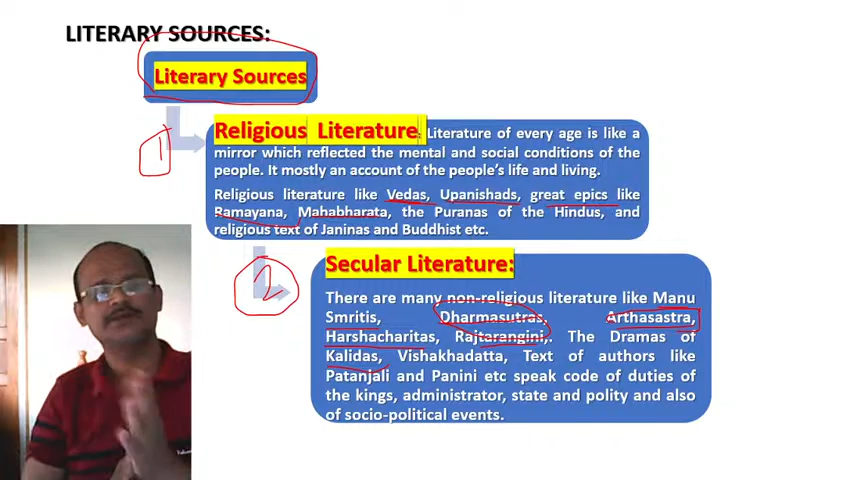 LITERARY SOURCES:
Literary Sources
1
Religious Literature. Literature of every age is like a
mirror which reflected the mental and social conditions of the
people. It mostly an account of the people's life and living.
Religious literature like Vedas, Upanishads, great epics like
Ramayana, Mahabharata, the Puranas of the Hindus, and
religious text of Janinas and Buddhist etc.
2
Secular Literature:
There are many non-religious literature like Manu
Smritis, Dharmasutras, Arthasastra,
Harshacharitas, Rajtarangini,. The Dramas of
Kalidas, Vishakhadatta, Text of authors like
Patanjali and Panini etc speak code of duties of
the kings, administrator, state and polity and also
of socio-political events.